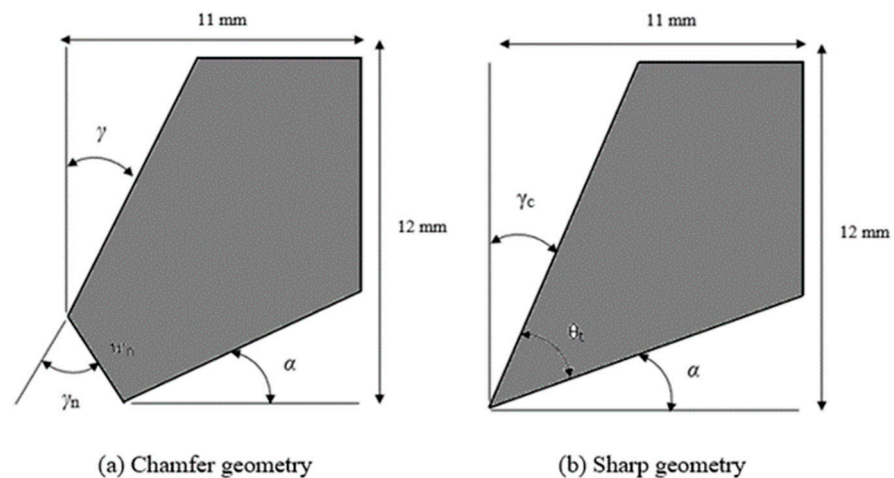 11 mm
γ
12 mm
α
γn
(a) Chamfer geometry
11 mm
γc
12 mm
θt
α
(b) Sharp geometry